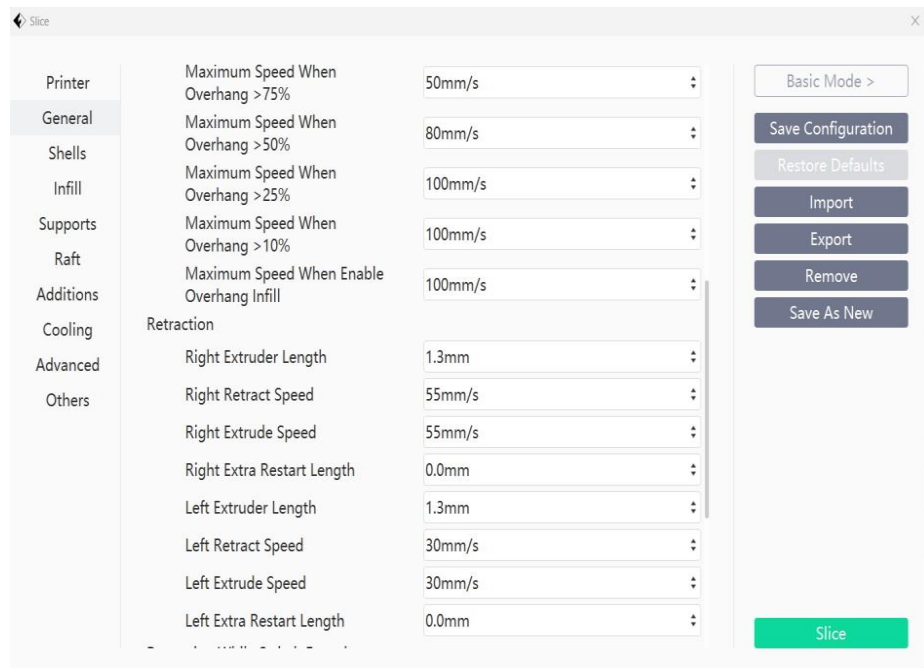 Slice
Printer
General
Shells
Infill
Supports
Raft
Additions
Cooling
Advanced
Others
Maximum Speed When
Overhang >75%
50mm/s
Maximum Speed When
Overhang >50%
80mm/s
Maximum Speed When
Overhang >25%
100mm/s
Maximum Speed When
Overhang >10%
100mm/s
Maximum Speed When Enable
Overhang Infill
100mm/s
Retraction
Right Extruder Length
1.3mm
Right Retract Speed
55mm/s
Right Extrude Speed
55mm/s
Right Extra Restart Length
0.0mm
Left Extruder Length
1.3mm
Left Retract Speed
30mm/s
Left Extrude Speed
30mm/s
Left Extra Restart Length
0.0mm
Basic Mode >
Save Configuration
Restore Defaults
Import
Export
Remove
Save As New
Slice